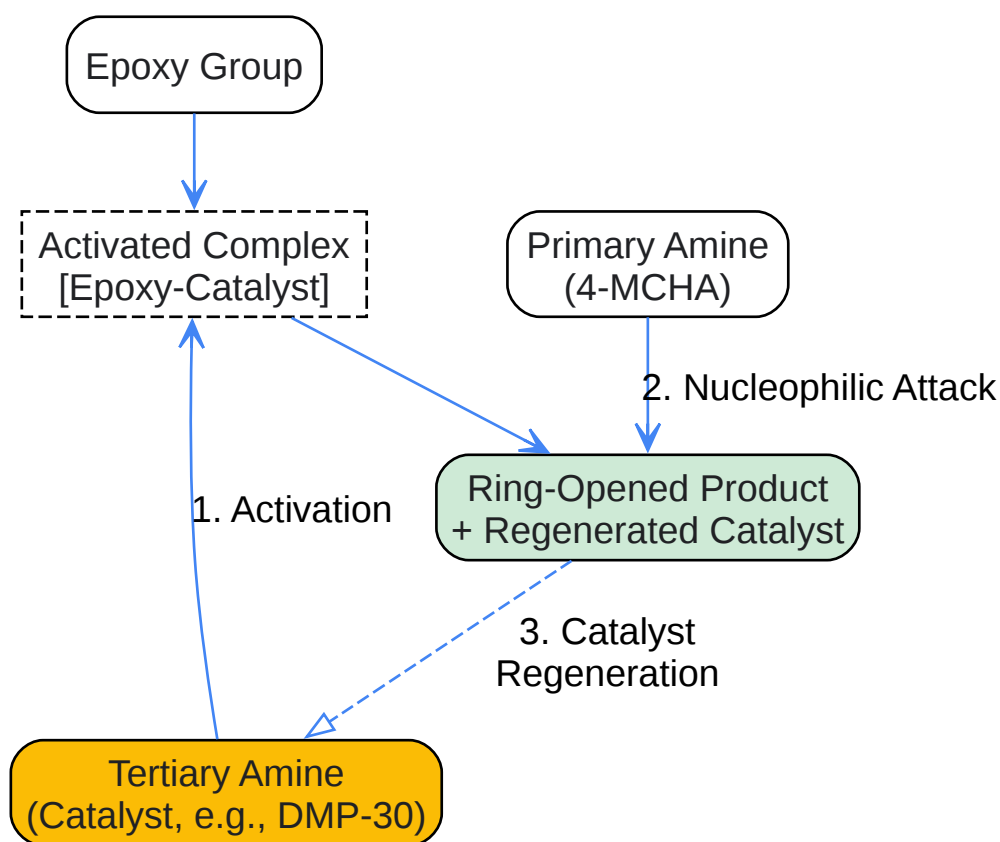 Epoxy Group
Activated Complex
[Epoxy-Catalyst]
Primary Amine
(4-MCHA)
2. Nucleophilic Attack
Ring-Opened Product
+ Regenerated Catalyst
1. Activation
3. Catalyst
Regeneration
Tertiary Amine
(Catalyst, e.g., DMP-30)